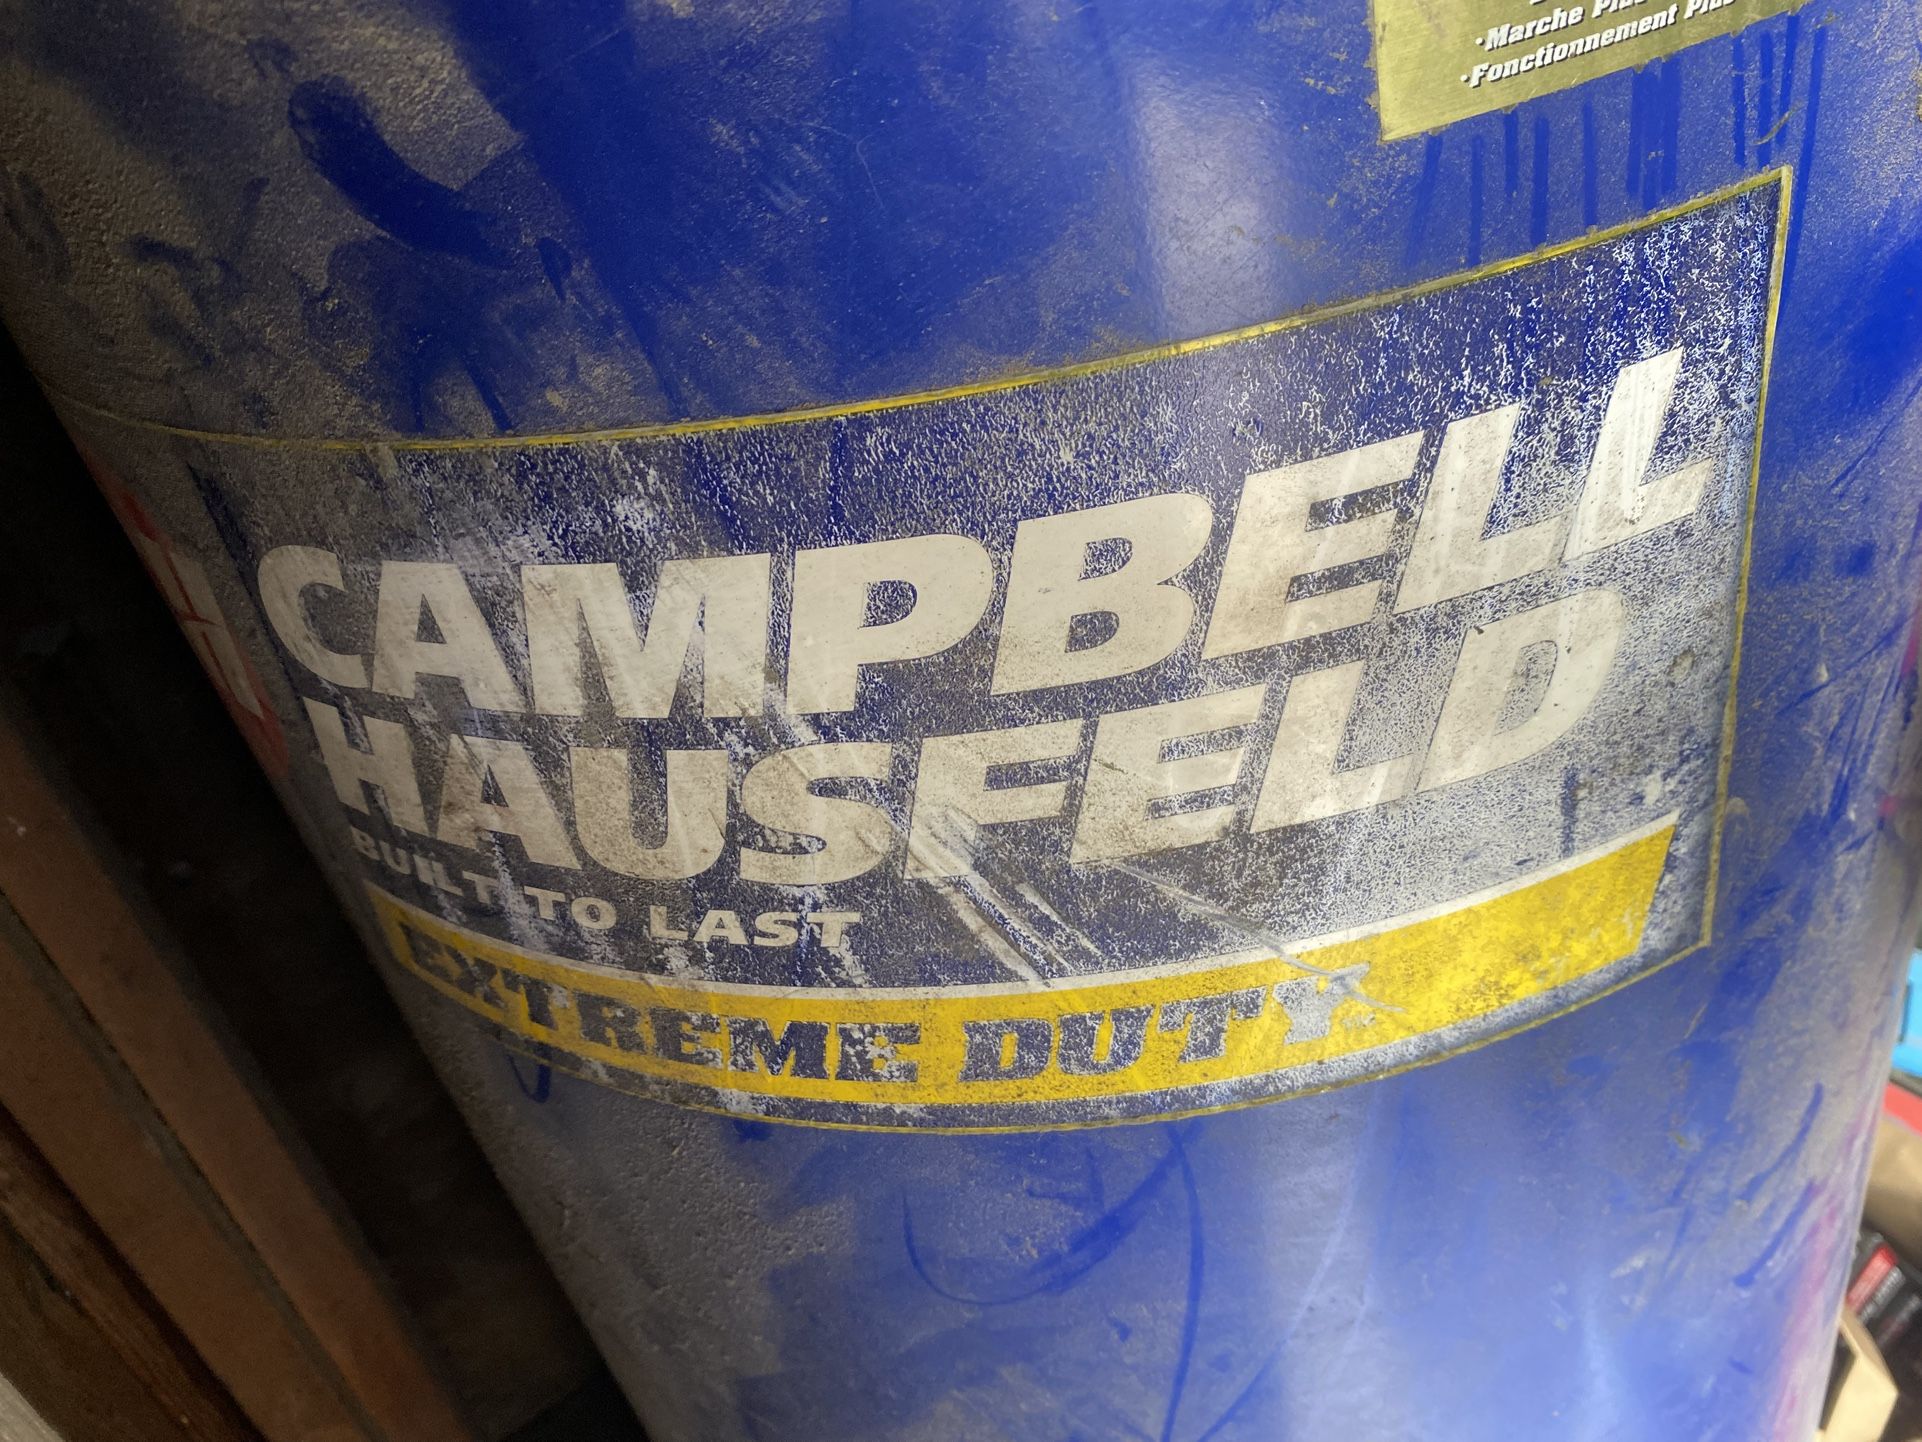 •Marche
•Fonctionnement
CAMPBELL
HAUSFELD
BUILT TO LAST
EXTREME DUTY